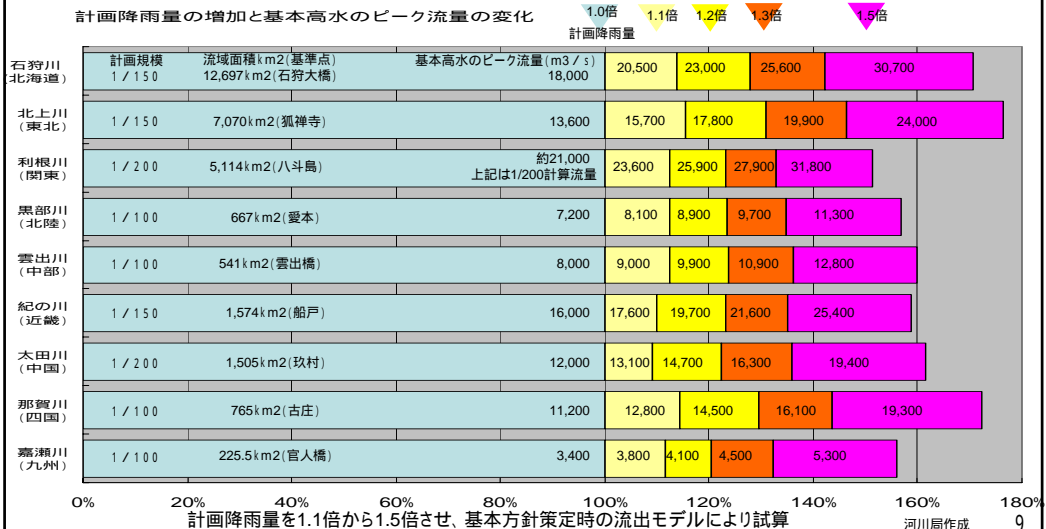 計画降雨量の増加と基本高水のピーク流量の変化
1.0倍 1.1倍 1.2倍 1.3倍 1.5倍
計画降雨量
石狩川
(北海道)
計画規模 流域面積km2(基準点) 基本高水のピーク流量(m3/s)
1/150 12,697km2(石狩大橋) 18,000 20,500 23,000 25,600 30,700
北上川
(東北)
1/150 7,070km2(狐禅寺) 13,600 15,700 17,800 19,900 24,000
利根川
(関東)
1/200 5,114km2(八斗島) 約21,000 23,600 25,900 27,900 31,800
上記は1/200計算流量
黒部川
(北陸)
1/100 667km2(愛本) 7,200 8,100 8,900 9,700 11,300
雲出川
(中部)
1/100 541km2(雲出橋) 8,000 9,000 9,900 10,900 12,800
紀の川
(近畿)
1/150 1,574km2(船戸) 16,000 17,600 19,700 21,600 25,400
太田川
(中国)
1/200 1,505km2(玖村) 12,000 13,100 14,700 16,300 19,400
那賀川
(四国)
1/100 765km2(古庄) 11,200 12,800 14,500 16,100 19,300
嘉瀬川
(九州)
1/100 225.5km2(官人橋) 3,400 3,800 4,100 4,500 5,300
0% 20% 40% 60% 80% 100% 120% 140% 160% 180%
計画降雨量を1.1倍から1.5倍させ、基本方針策定時の流出モデルにより試算
河川局作成 9